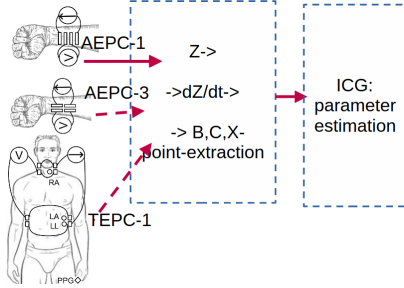 AEPC-1
V
Z->
AEPC-3
->dZ/dt->
ICG:
parameter
estimation
V
-> B,C,X-
point-extraction
V
RA
LA
LL
TEPC-1
PPG